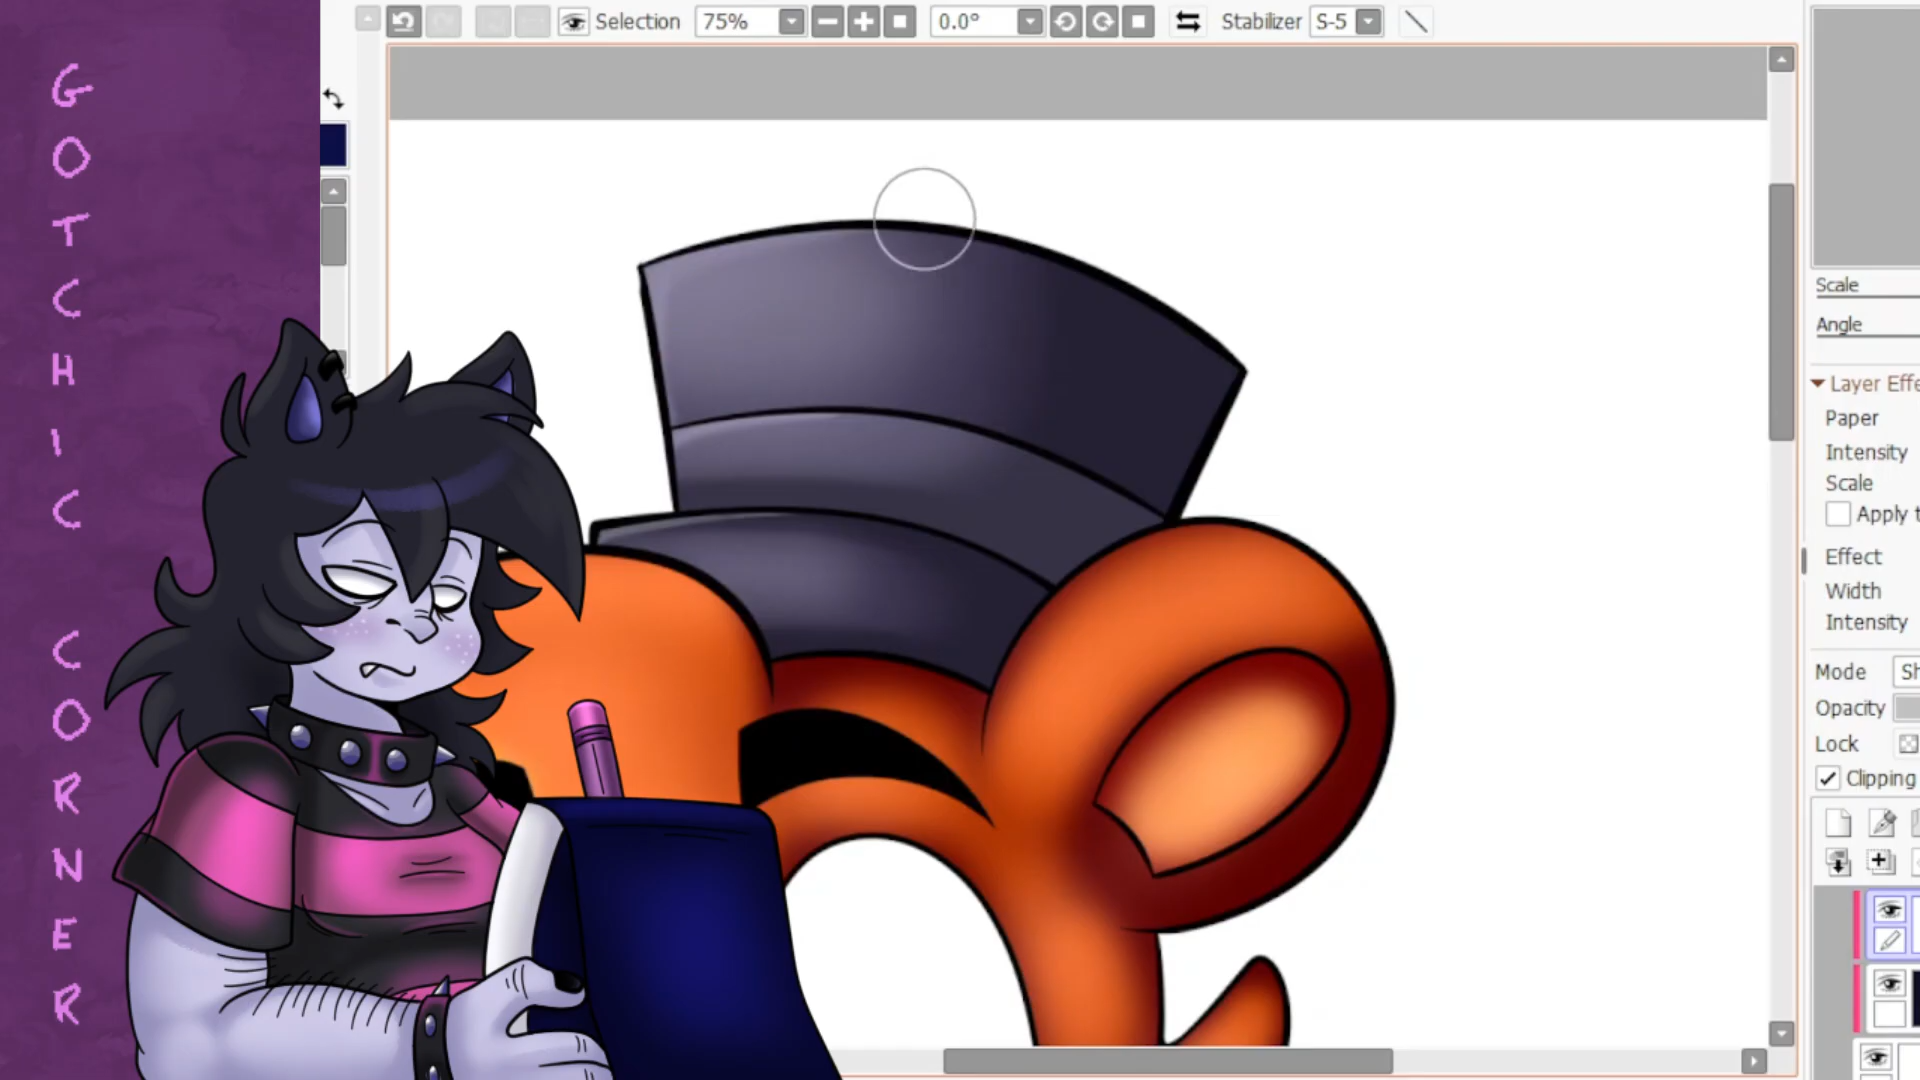 GOTHIC CORNER
Selection 75% 0.0° Stabilizer S-5
Scale
Angle
Layer Effe
Paper
Intensity
Scale
Apply t
Effect
Width
Intensity
Mode Sh
Opacity
Lock
Clipping